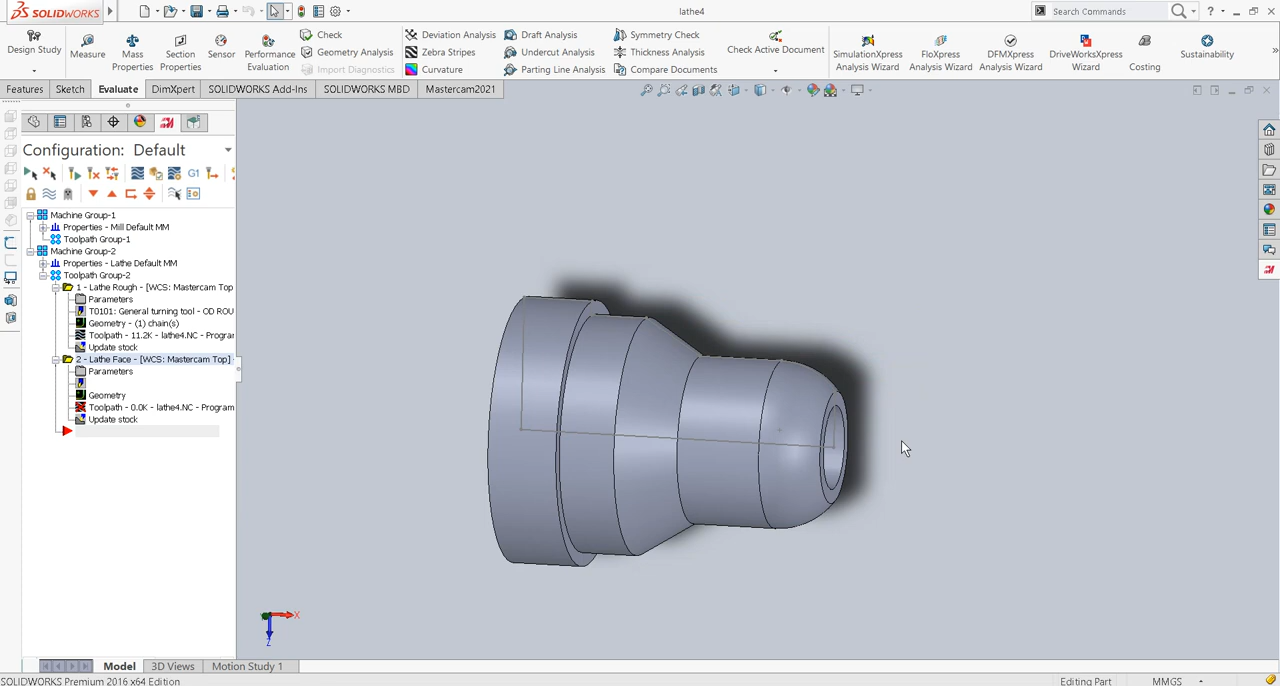 SOLIDWORKS
lathe4
Search Commands
?
Design Study
Measure
Mass Properties
Section Properties
Sensor
Performance Evaluation
Check
Geometry Analysis
Import Diagnostics
Deviation Analysis
Zebra Stripes
Curvature
Draft Analysis
Undercut Analysis
Parting Line Analysis
Symmetry Check
Thickness Analysis
Compare Documents
Check Active Document
SimulationXpress Analysis Wizard
FloXpress Analysis Wizard
DFMXpress Analysis Wizard
DriveWorksXpress Wizard
Costing
Sustainability
Features Sketch Evaluate DimXpert SOLIDWORKS Add-Ins SOLIDWORKS MBD Mastercam2021
Configuration: Default
G1
Machine Group-1
Properties - Mill Default MM
Toolpath Group-1
Machine Group-2
Properties - Lathe Default MM
Toolpath Group-2
1 - Lathe Rough - [WCS: Mastercam Top
Parameters
T0101: General turning tool - OD ROU
Geometry - (1) chain(s)
Toolpath - 11.2K - lathe4.NC - Prograr
Update stock
2 - Lathe Face - [WCS: Mastercam Top]
Parameters
Geometry
Toolpath - 0.0K - lathe4.NC - Program
Update stock
X
Z
Model 3D Views Motion Study 1
SOLIDWORKS Premium 2016 x64 Edition
Editing Part
MMGS